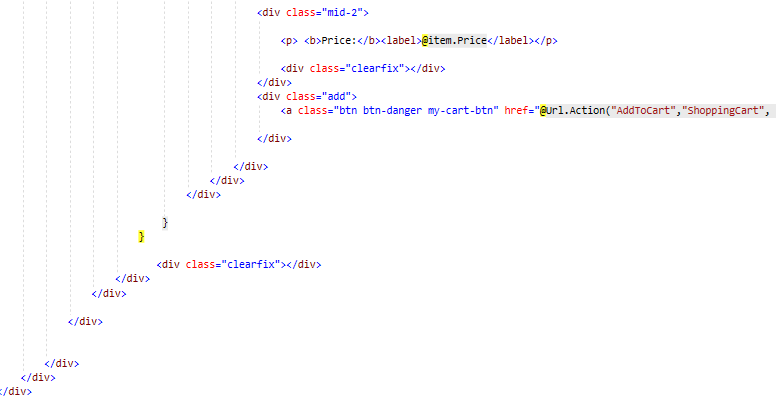 <div class="mid-2">
<p> <b>Price:</b><label>@item.Price</label></p>
<div class="clearfix"></div>
</div>
<div class="add">
<a class="btn btn-danger my-cart-btn" href="@Url.Action("AddToCart","ShoppingCart",
</div>
</div>
</div>
</div>
}
}
<div class="clearfix"></div>
</div>
</div>
</div>
</div>
</div>
</div>